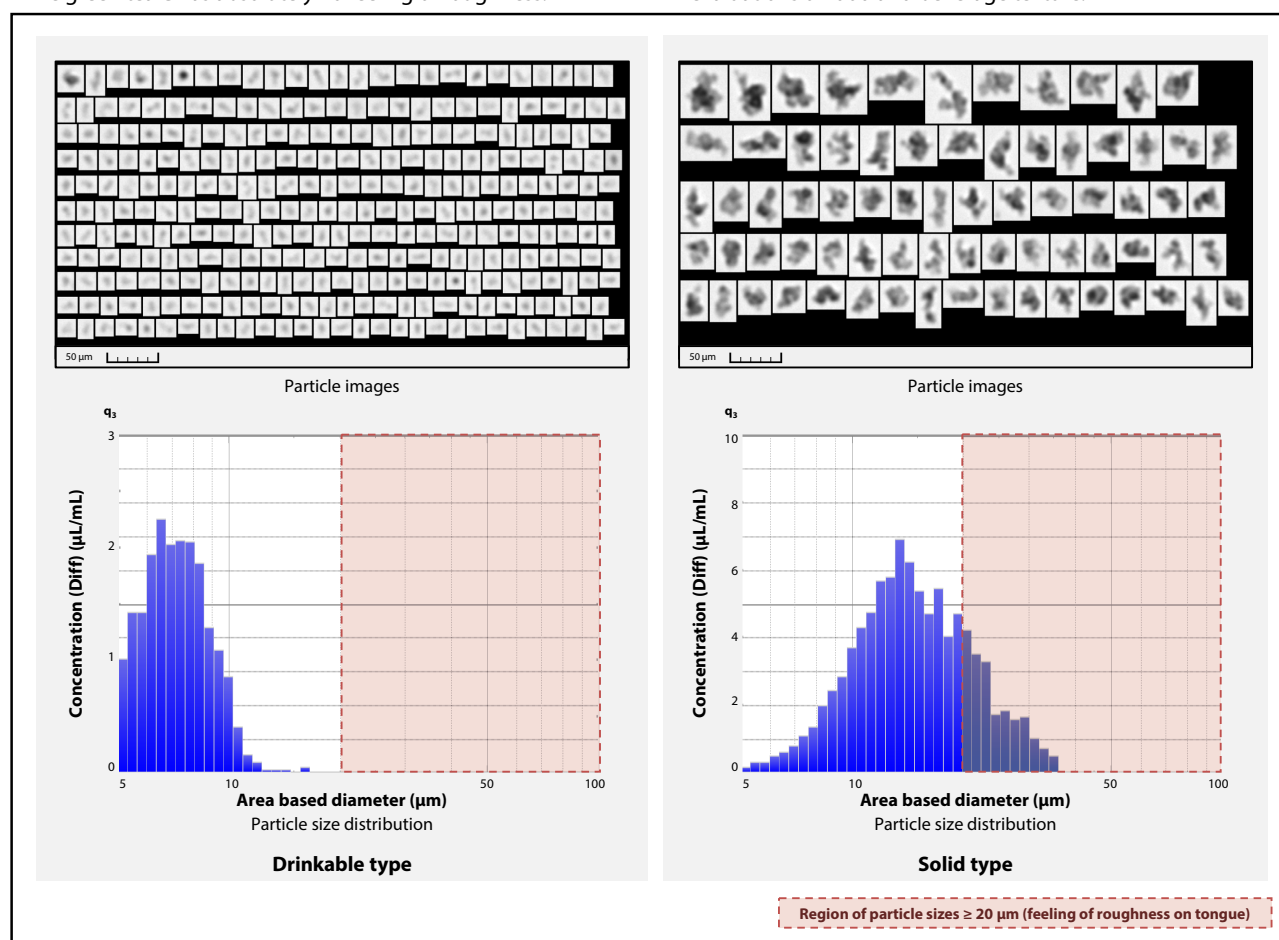 50 μm
Particle images
q₃
3
2
1
0
Concentration (Diff) (μL/mL)
5
10
50
100
Area based diameter (μm)
Particle size distribution
Drinkable type
50 μm
Particle images
q₃
10
8
6
4
2
0
Concentration (Diff) (μL/mL)
5
10
50
100
Area based diameter (μm)
Particle size distribution
Solid type
Region of particle sizes ≥ 20 μm (feeling of roughness on tongue)